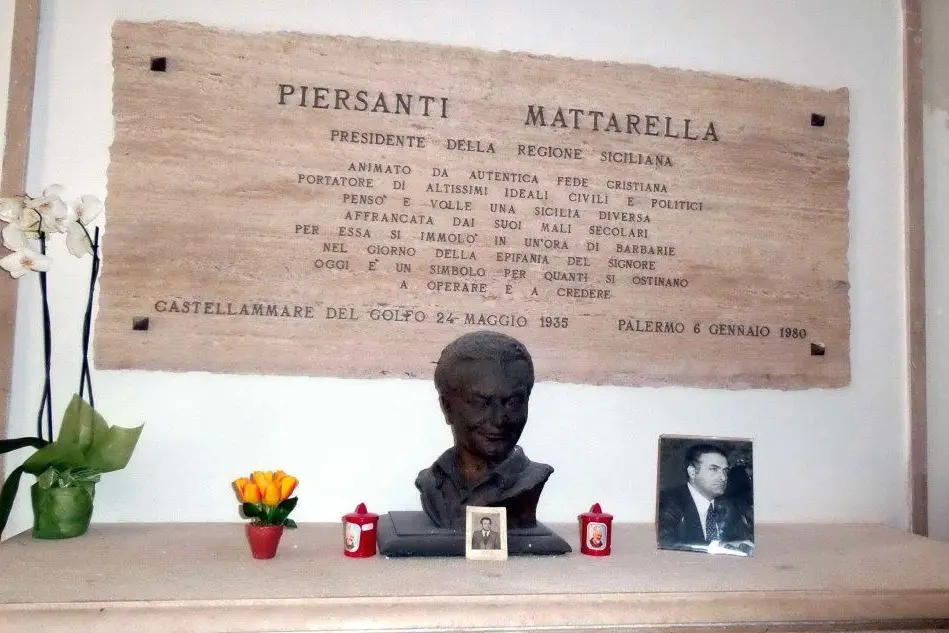 PIERSANTI MATTARELLA
PRESIDENTE DELLA REGIONE SICILIANA
ANIMATO DA AUTENTICA FEDE CRISTIANA
PORTATORE DI ALTISSIMI IDEALI CIVILI E POLITICI
PENSO' E VOLLE UNA SICILIA DIVERSA
AFFRANCATA DAI SUOI MALI SECOLARI
PER ESSA SI IMMOLO' IN UN'ORA DI BARBARIE
NEL GIORNO DELLA EPIFANIA DEL SIGNORE
OGGI E' UN SIMBOLO PER QUANTI SI OSTINANO
A OPERARE E A CREDERE
CASTELLAMMARE DEL GOLFO 24-MAGGIO 1935 PALERMO 6 GENNAIO 1980